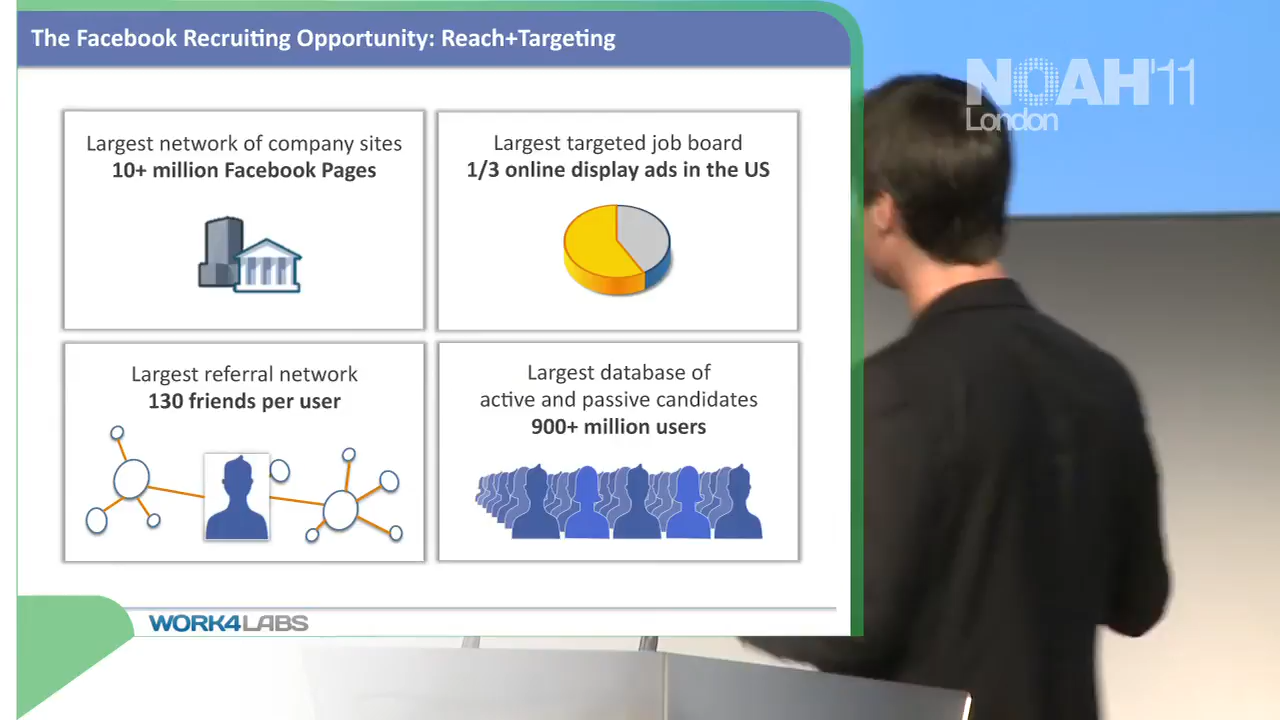 The Facebook Recruiting Opportunity: Reach+Targeting
NOAH'11
London
Largest network of company sites
10+ million Facebook Pages
Largest targeted job board
1/3 online display ads in the US
Largest referral network
130 friends per user
Largest database of
active and passive candidates
900+ million users
WORK4LABS